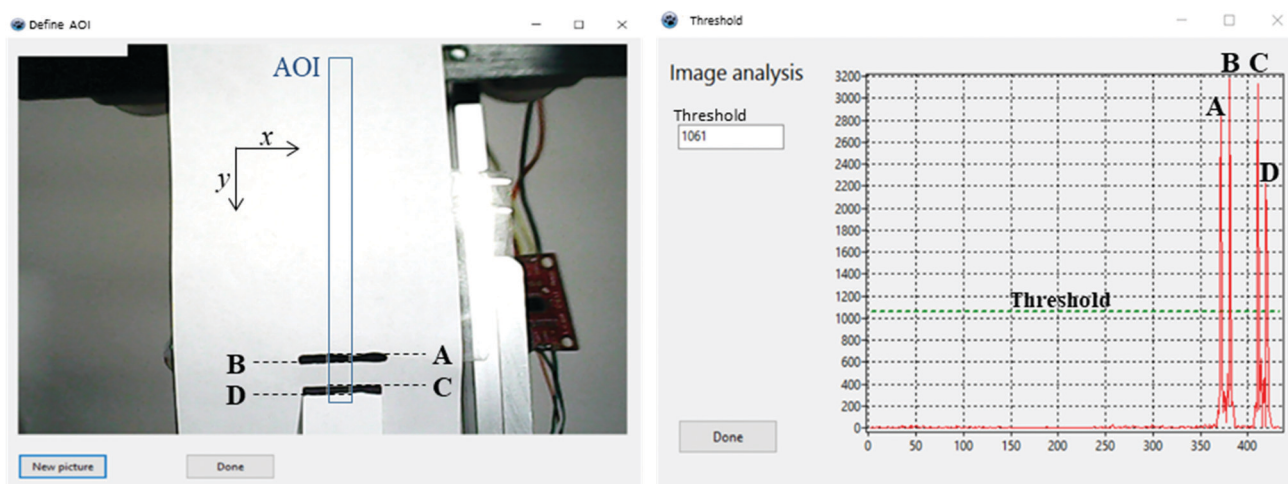 Define AOI
AOI
x
y
B
A
C
D
New picture
Done
Threshold
Image analysis
Threshold
1061
Done
B
C
A
D
Threshold
3200
3000
2800
2600
2400
2200
2000
1800
1600
1400
1200
1000
800
600
400
200
0
0 50 100 150 200 250 300 350 400